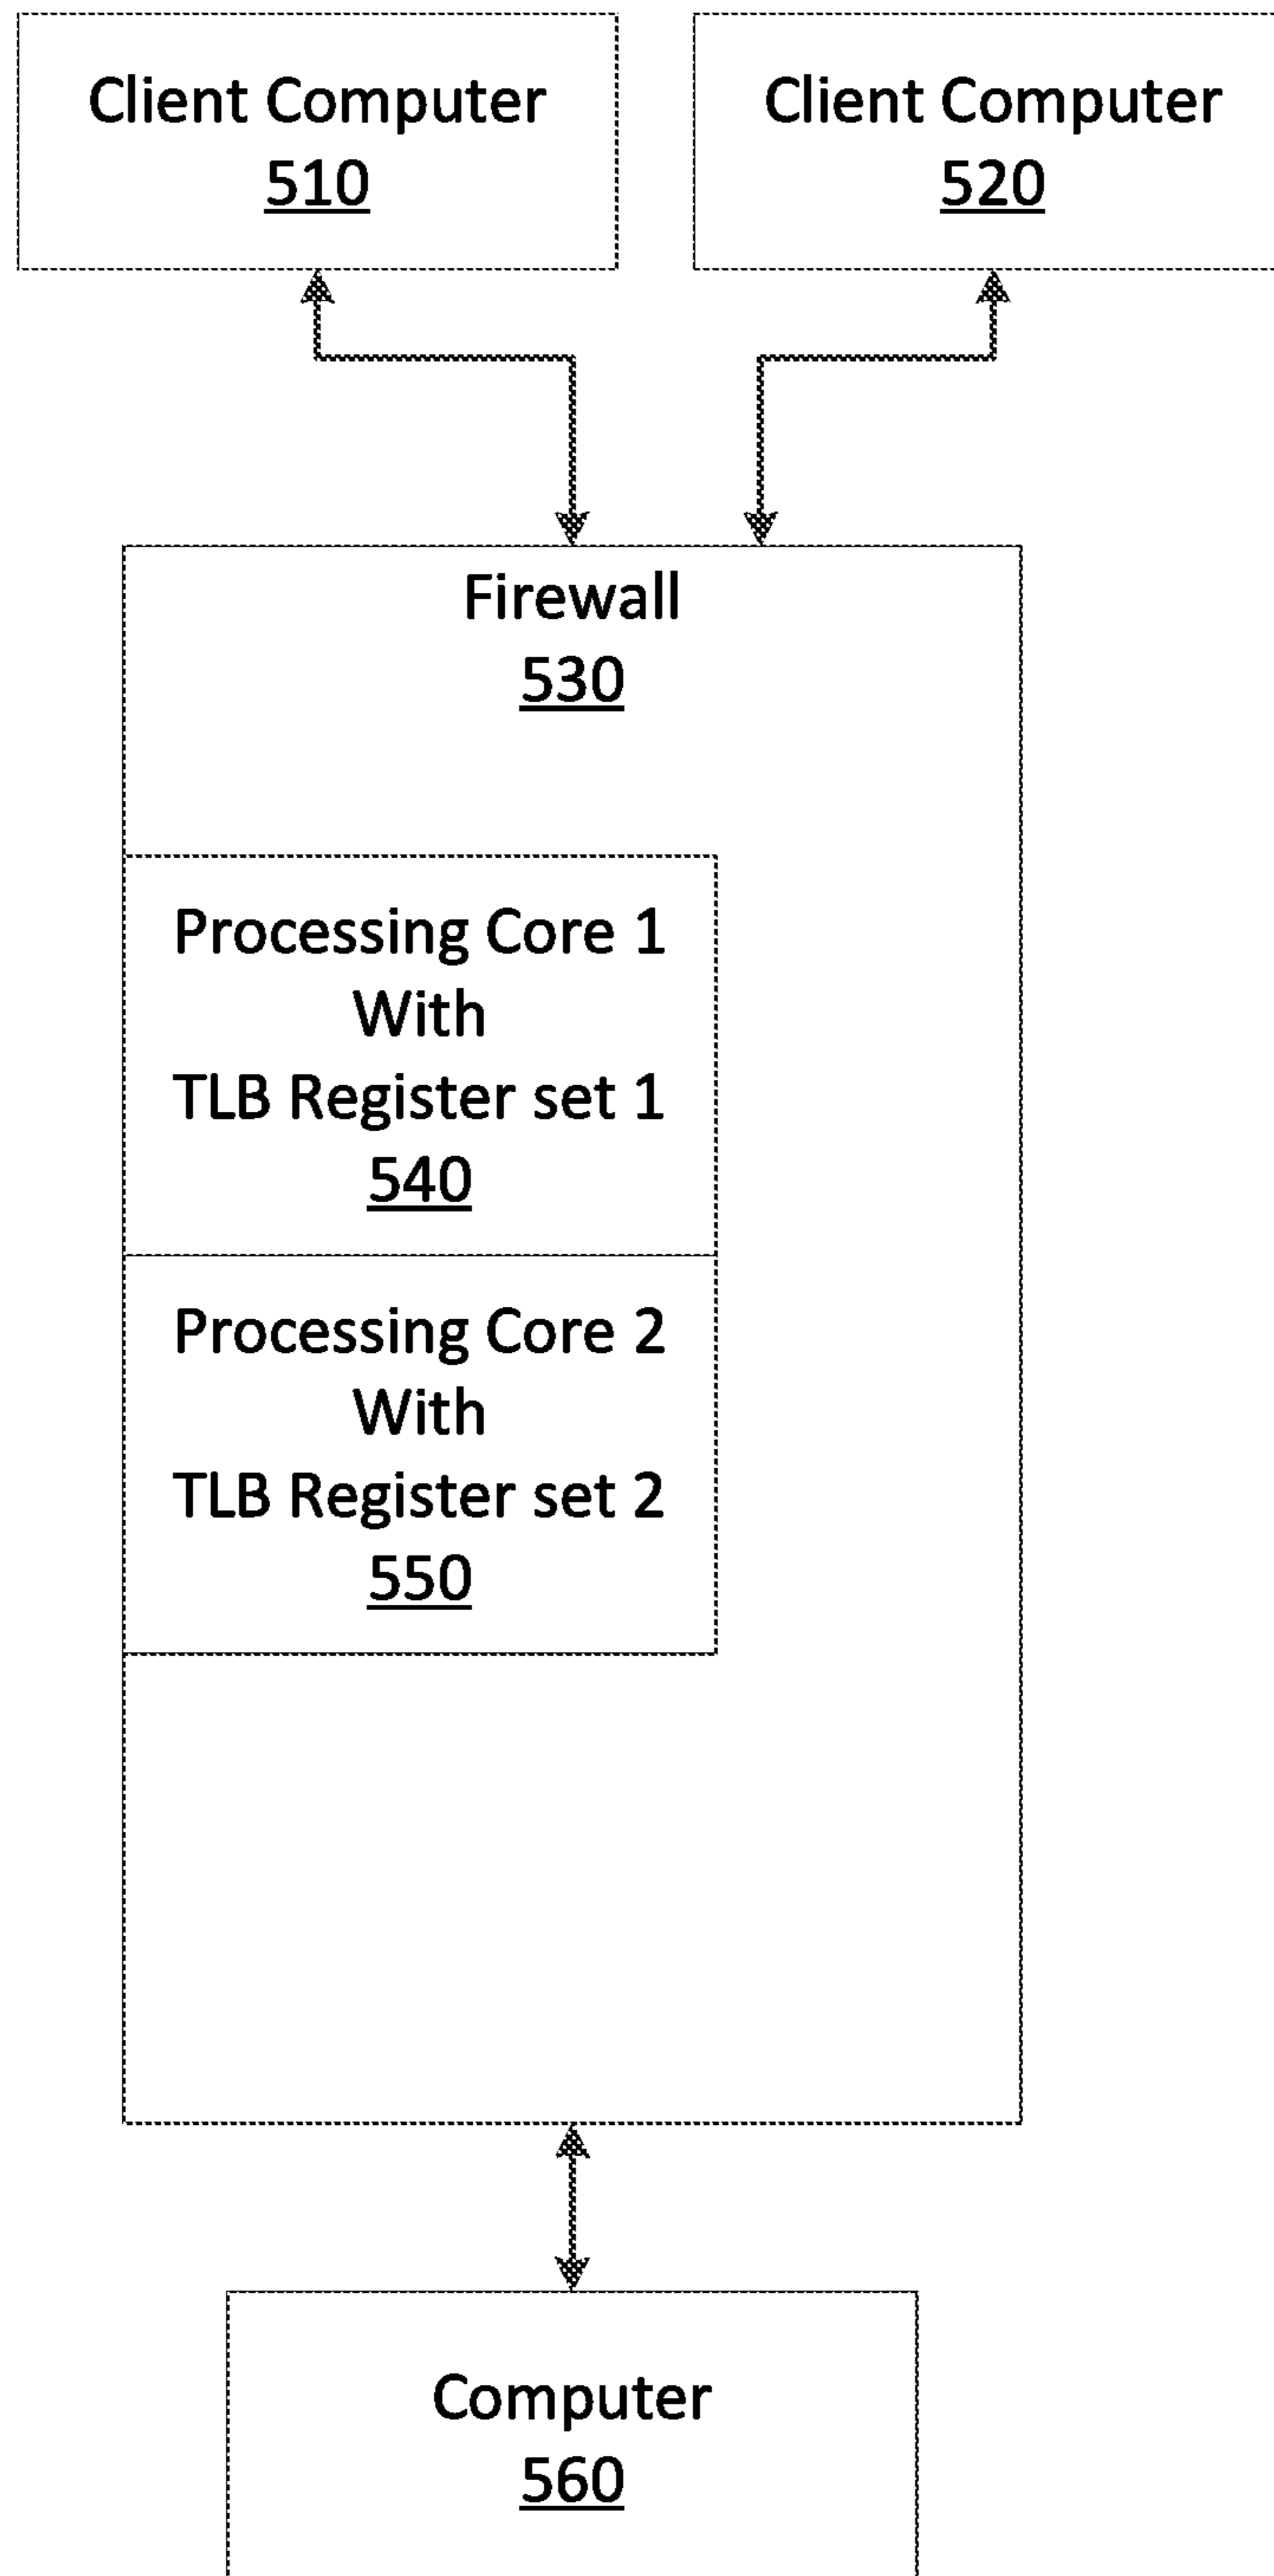 Client Computer
510
Client Computer
520
Firewall
530
Processing Core 1
With
TLB Register set 1
540
Processing Core 2
With
TLB Register set 2
550
Computer
560